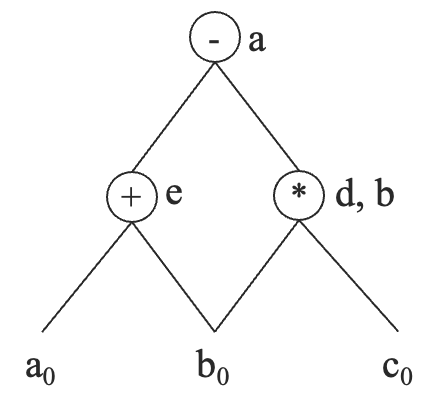 - a
+ e * d, b
a₀ b₀ c₀